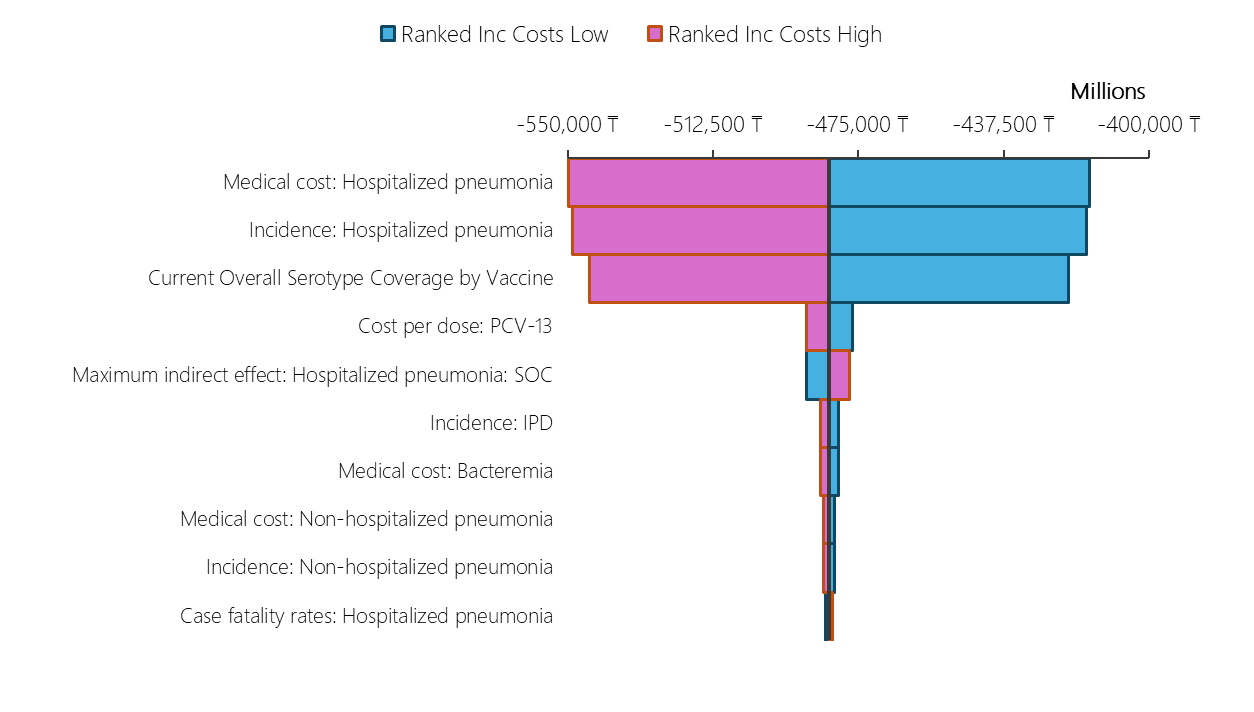 Ranked Inc Costs Low Ranked Inc Costs High
Millions
-550,000 ₸ -512,500 ₸ -475,000 ₸ -437,500 ₸ -400,000 ₸
Medical cost: Hospitalized pneumonia
Incidence: Hospitalized pneumonia
Current Overall Serotype Coverage by Vaccine
Cost per dose: PCV-13
Maximum indirect effect: Hospitalized pneumonia: SOC
Incidence: IPD
Medical cost: Bacteremia
Medical cost: Non-hospitalized pneumonia
Incidence: Non-hospitalized pneumonia
Case fatality rates: Hospitalized pneumonia